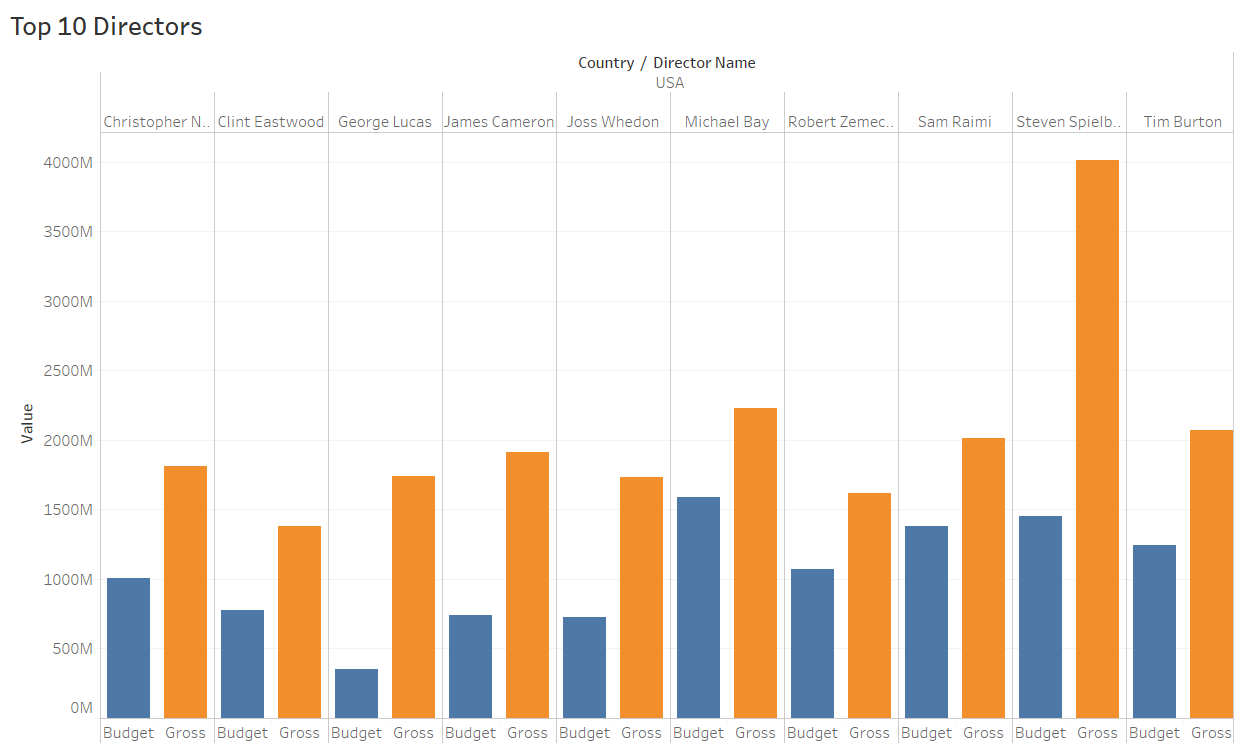 Top 10 Directors
Country / Director Name
USA
Christopher N.. Clint Eastwood George Lucas James Cameron Joss Whedon Michael Bay Robert Zemec.. Sam Raimi Steven Spielb.. Tim Burton
4000M
3500M
3000M
2500M
2000M
1500M
1000M
500M
0M
Value
Budget Gross Budget Gross Budget Gross Budget Gross Budget Gross Budget Gross Budget Gross Budget Gross Budget Gross Budget Gross